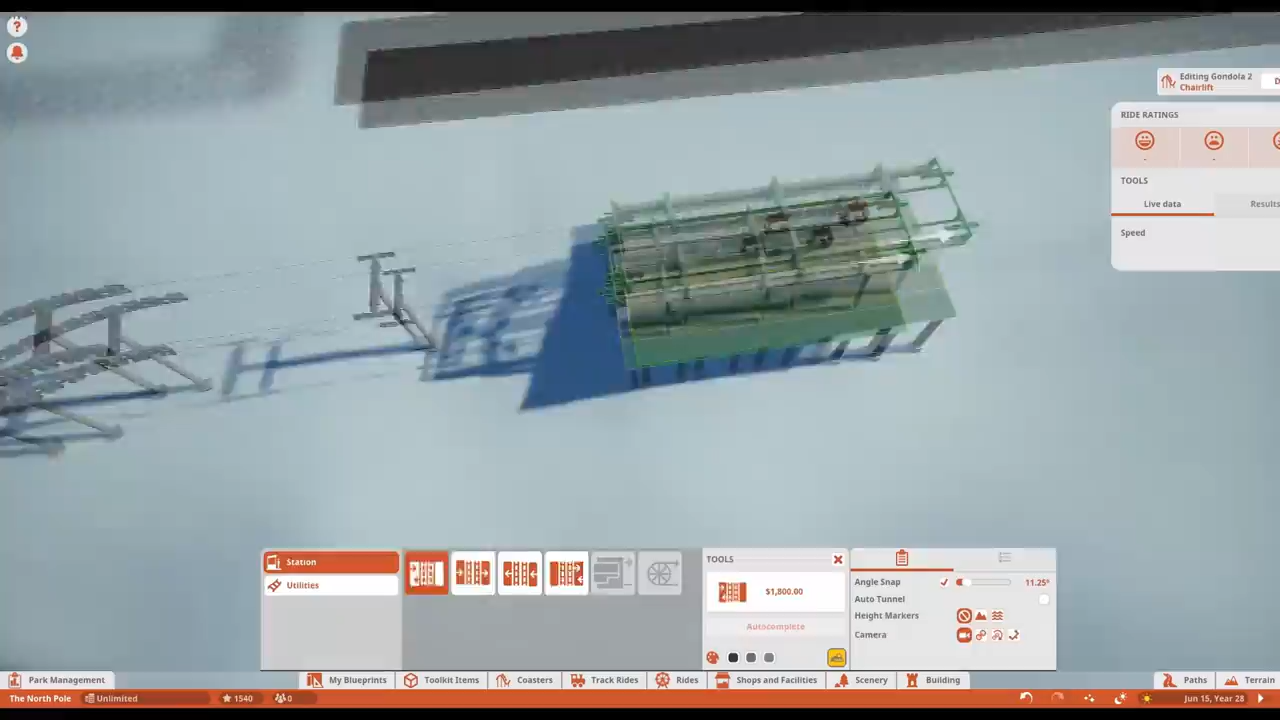 ?
Editing Gondola 2
Chairlift
RIDE RATINGS
-
-
TOOLS
Live data
Results
Speed
Station
Utilities
TOOLS
$1,800.00
Autocomplete
Angle Snap
11.25°
Auto Tunnel
Height Markers
Camera
Park Management
My Blueprints
Toolkit Items
Coasters
Track Rides
Rides
Shops and Facilities
Scenery
Building
Paths
Terrain
The North Pole
Unlimited
1540
0
Jun 15, Year 28